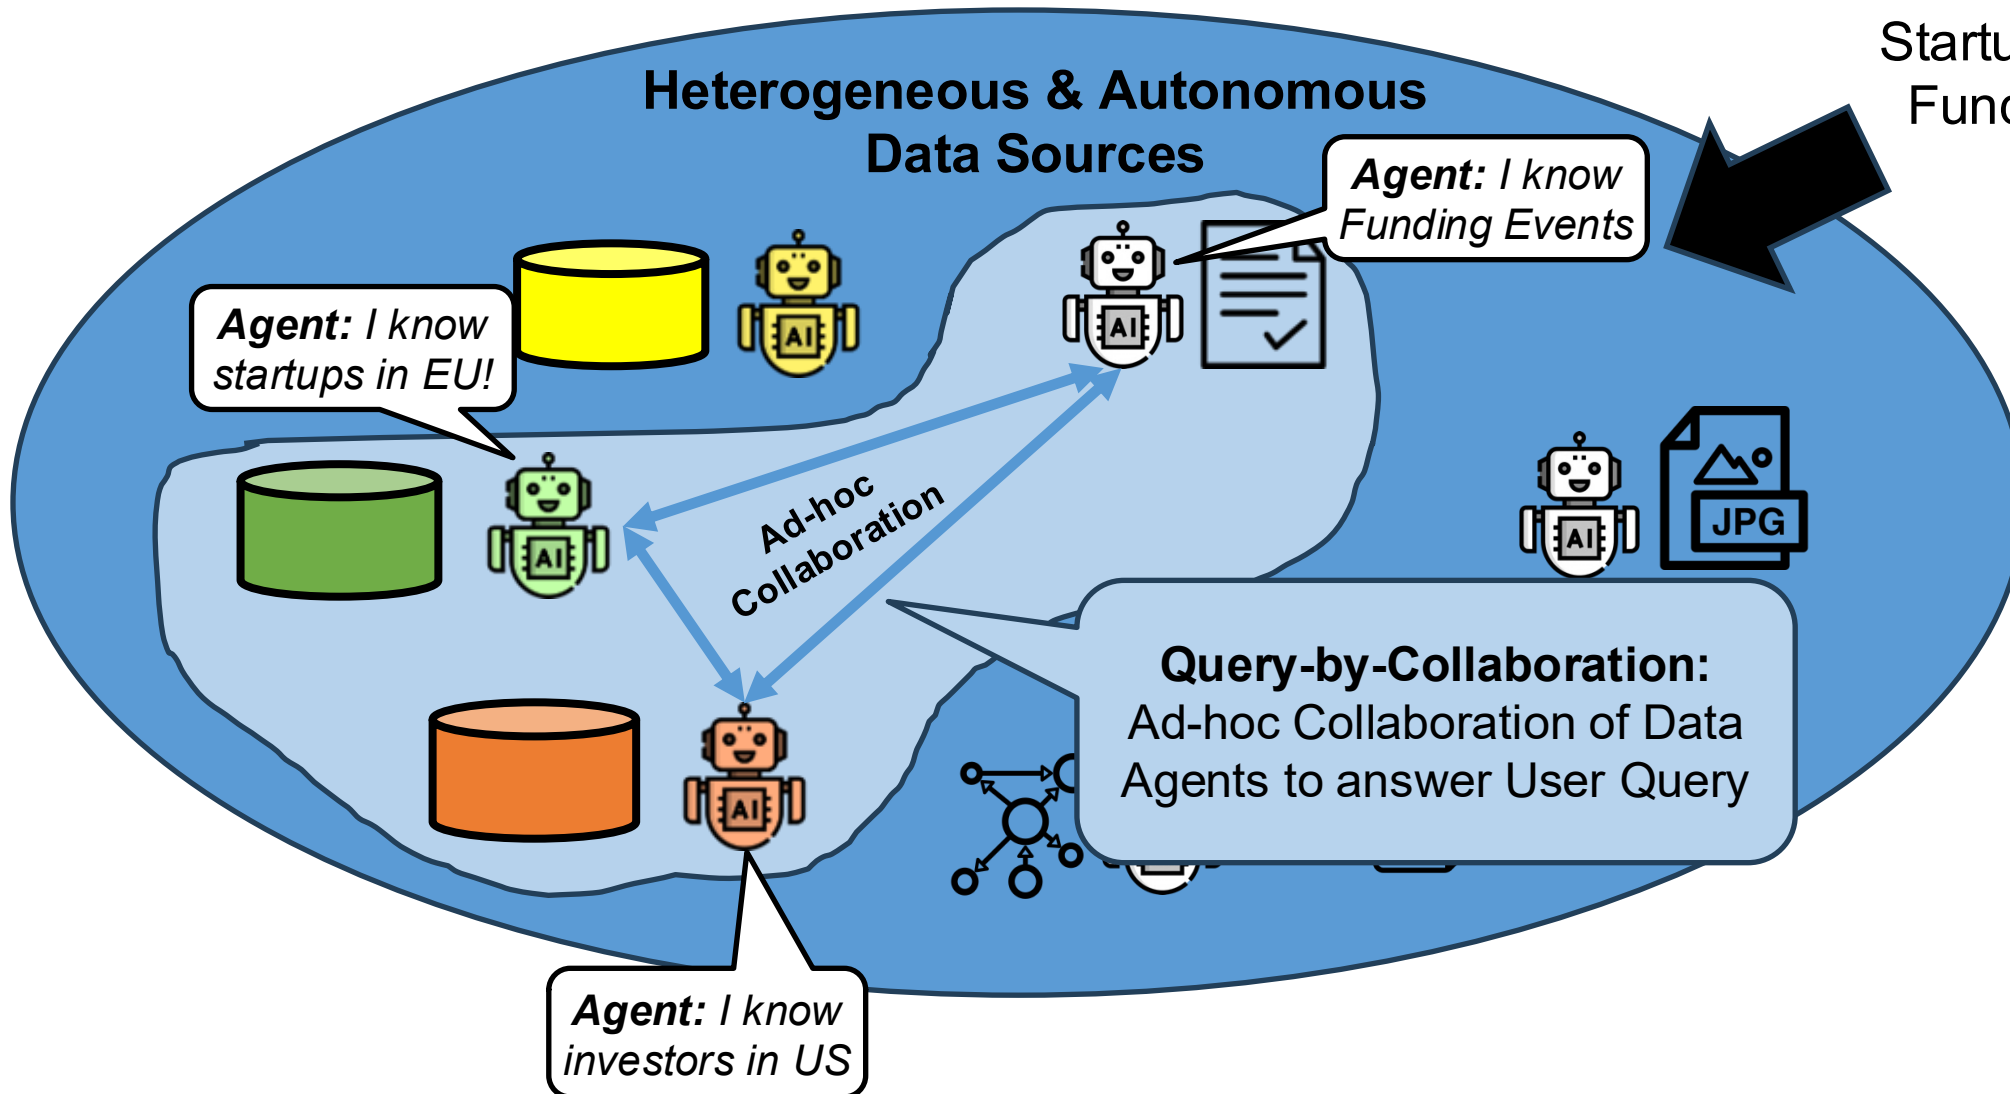 Heterogeneous & Autonomous
Data Sources
Agent: I know
Funding Events
Agent: I know
startups in EU!
AI
AI
AI
AI
AI
JPG
Ad-hoc
Collaboration
Query-by-Collaboration:
Ad-hoc Collaboration of Data
Agents to answer User Query
Agent: I know
investors in US